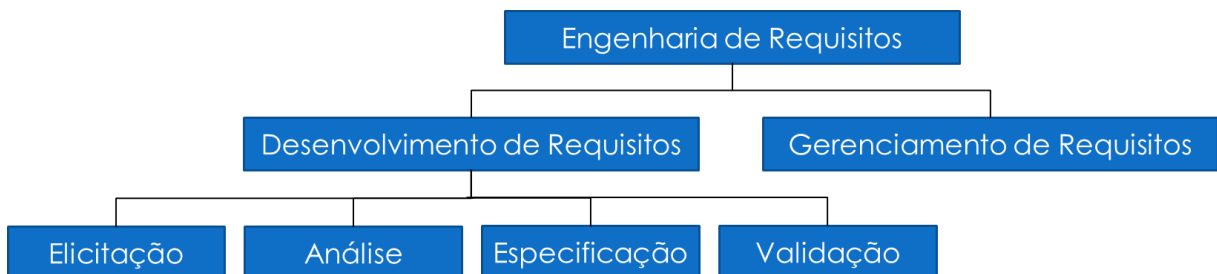 Engenharia de Requisitos
Desenvolvimento de Requisitos
Gerenciamento de Requisitos
Elicitação
Análise
Especificação
Validação